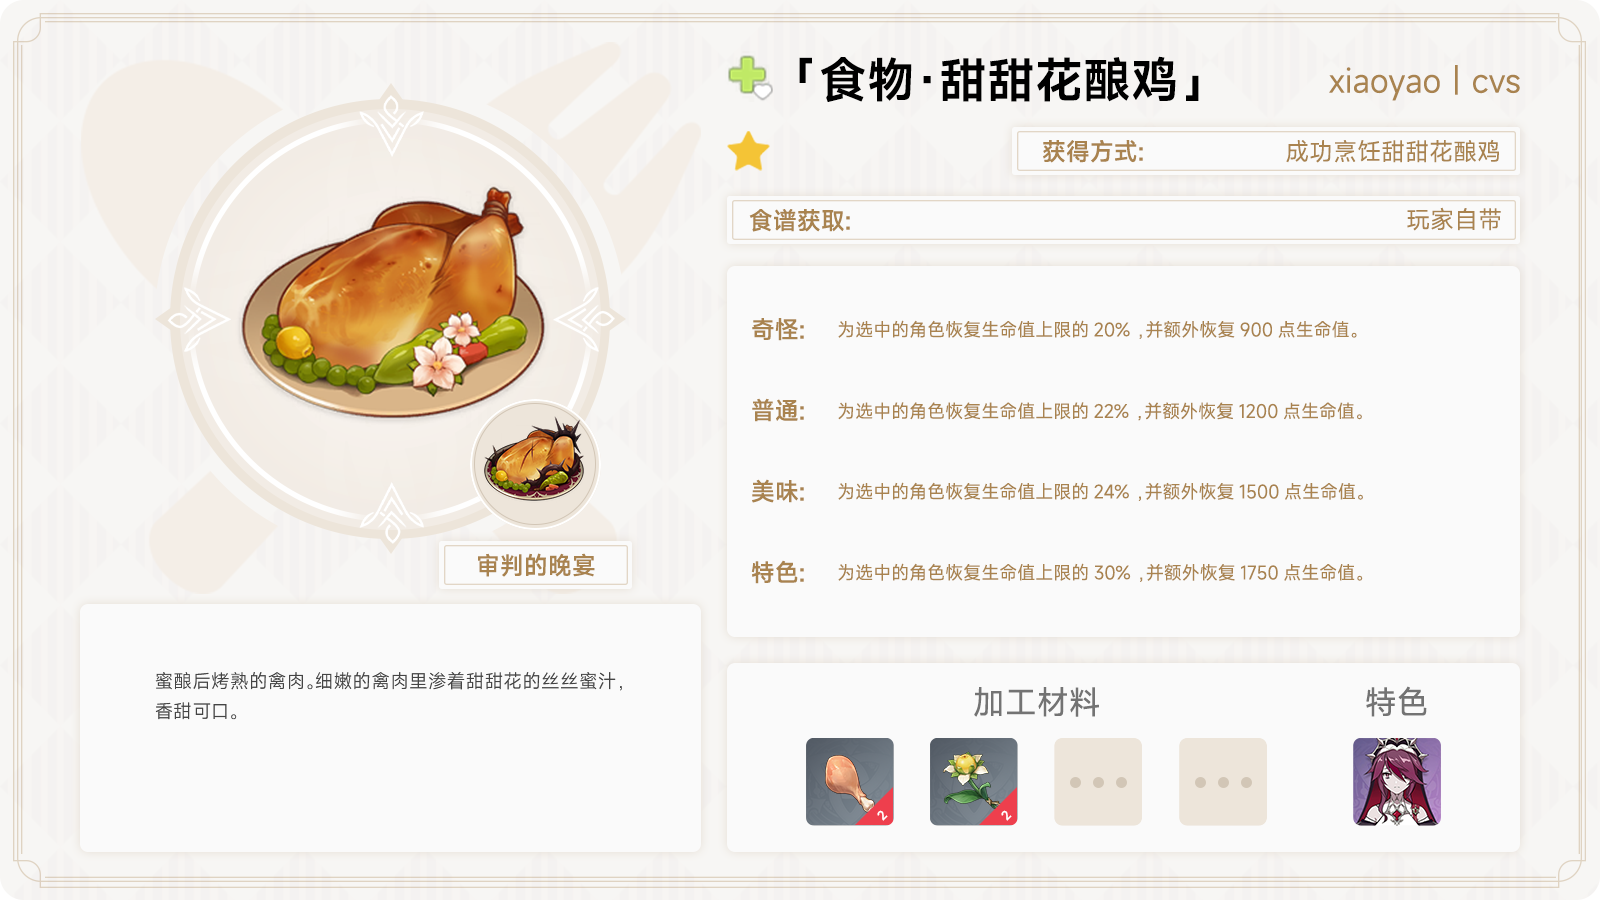 「食物·甜甜花酿鸡」
xiaoyao | cvs
获得方式: 成功烹饪甜甜花酿鸡
食谱获取: 玩家自带
奇怪: 为选中的角色恢复生命值上限的 20% ,并额外恢复 900 点生命值。
普通: 为选中的角色恢复生命值上限的 22% ,并额外恢复 1200 点生命值。
美味: 为选中的角色恢复生命值上限的 24% ,并额外恢复 1500 点生命值。
特色: 为选中的角色恢复生命值上限的 30% ,并额外恢复 1750 点生命值。
审判的晚宴
蜜酿后烤熟的禽肉。细嫩的禽肉里渗着甜甜花的丝丝蜜汁,
香甜可口。
加工材料 特色
2 2